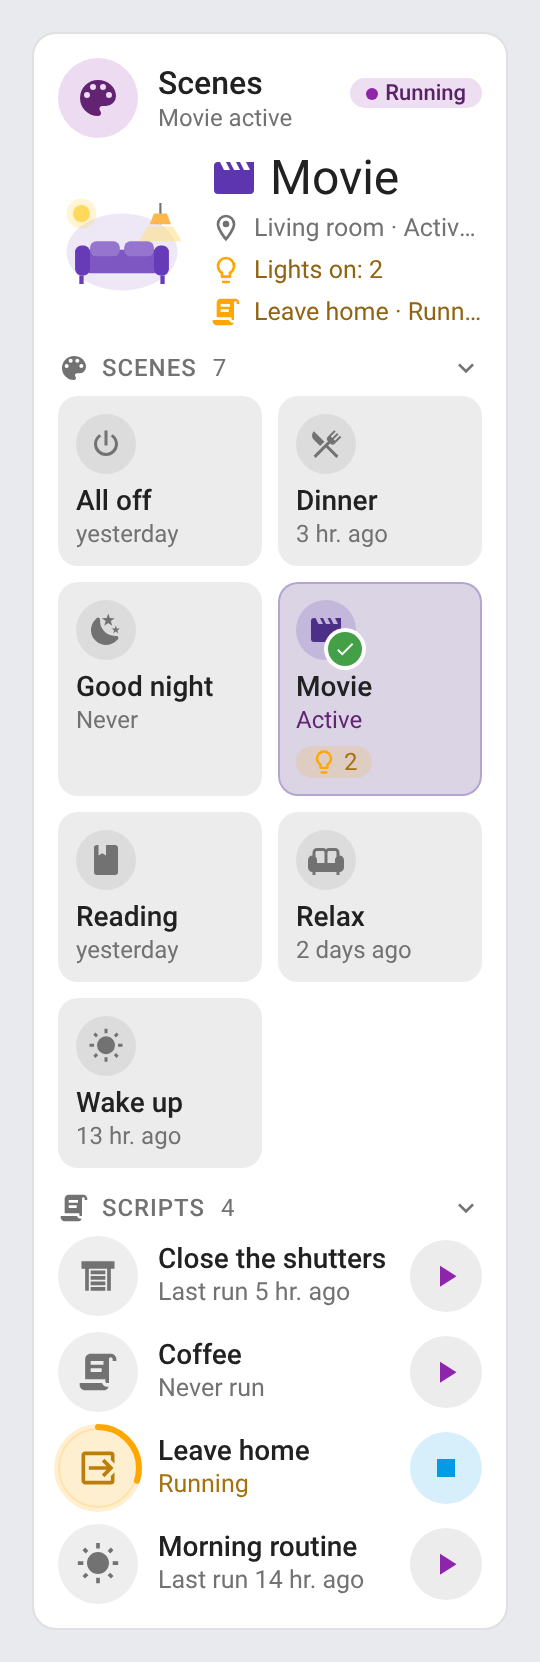 Scenes
Running
Movie active
Movie
Living room · Activ...
Lights on: 2
Leave home · Runn...
SCENES 7
All off
yesterday
Dinner
3 hr. ago
Good night
Never
Movie
Active
2
Reading
yesterday
Relax
2 days ago
Wake up
13 hr. ago
SCRIPTS 4
Close the shutters
Last run 5 hr. ago
Coffee
Never run
Leave home
Running
Morning routine
Last run 14 hr. ago